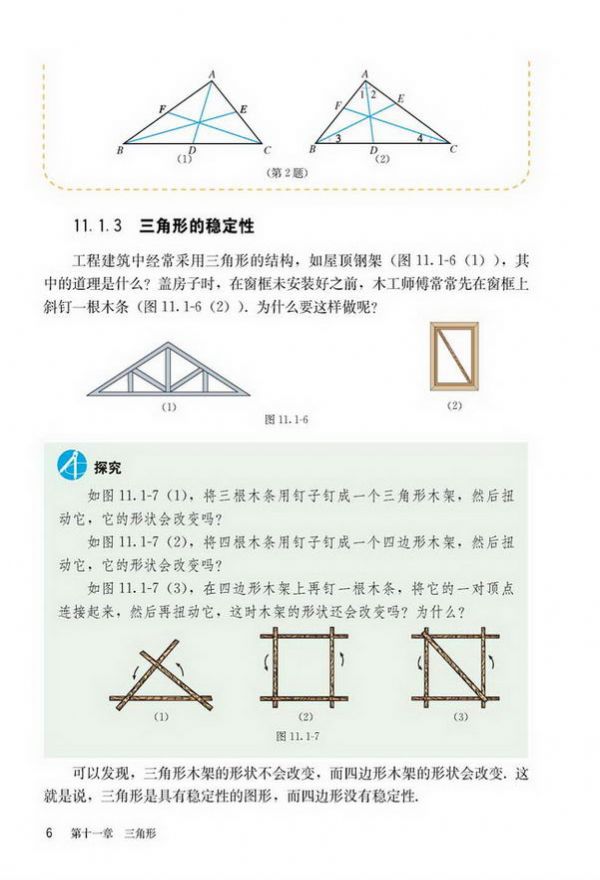 A
F
E
B
D
C
(1)
A
1 2
F
E
3
4
B
D
C
(2)
(第2题)
11.1.3 三角形的稳定性
工程建筑中经常采用三角形的结构，如屋顶钢架（图 11.1-6（1）），其
中的道理是什么？盖房子时，在窗框未安装好之前，木工师傅常常先在窗框上
斜钉一根木条（图 11.1-6（2））. 为什么要这样做呢？
(1)
(2)
图 11.1-6
探究
如图 11.1-7（1），将三根木条用钉子钉成一个三角形木架，然后扭
动它，它的形状会改变吗？
如图 11.1-7（2），将四根木条用钉子钉成一个四边形木架，然后扭
动它，它的形状会改变吗？
如图 11.1-7（3），在四边形木架上再钉一根木条，将它的一对顶点
连接起来，然后再扭动它，这时木架的形状还会改变吗？为什么？
(1)
(2)
(3)
图 11.1-7
可以发现，三角形木架的形状不会改变，而四边形木架的形状会改变. 这
就是说，三角形是具有稳定性的图形，而四边形没有稳定性.
6 第十一章 三角形